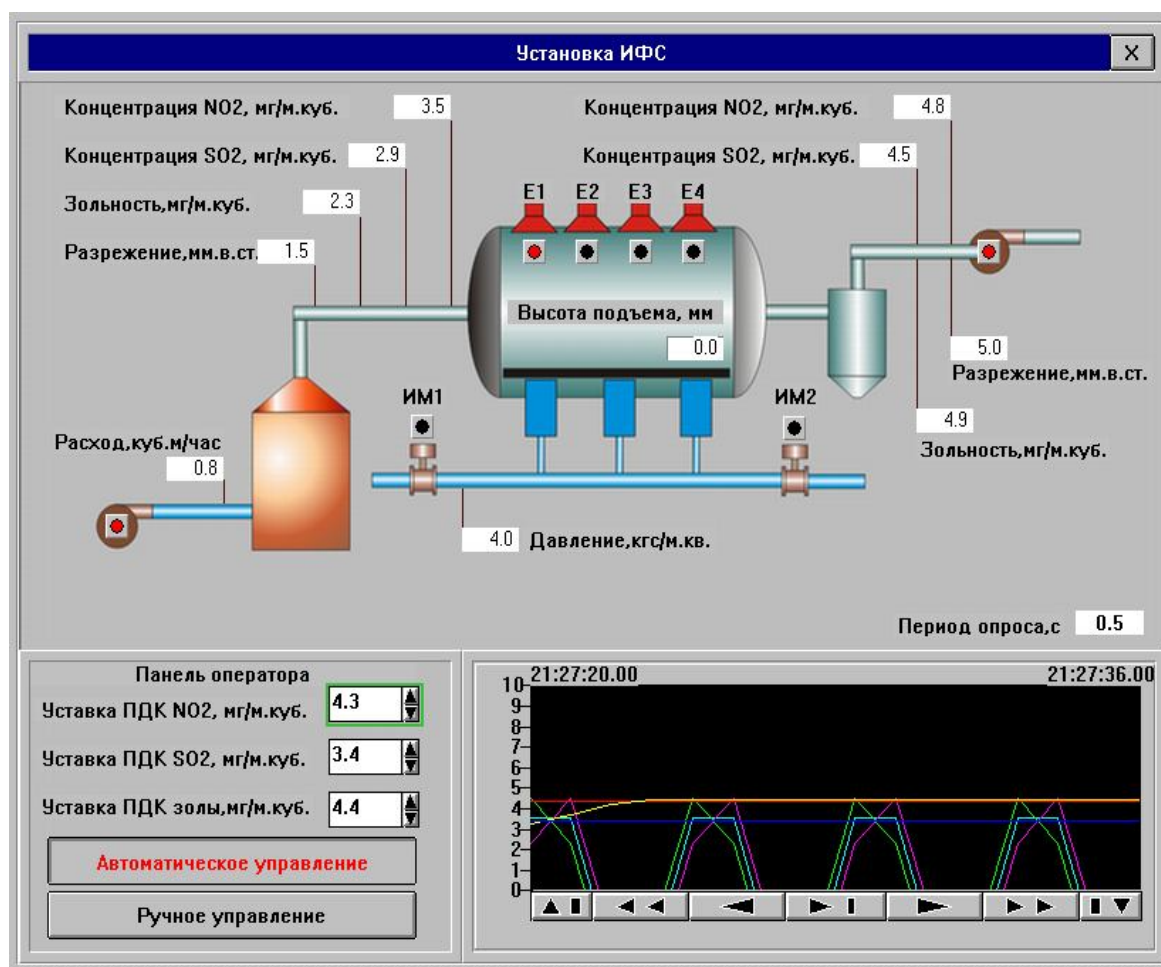 Установка ИФС
X
Концентрация NO2, мг/м.куб. 3.5
Концентрация NO2, мг/м.куб. 4.8
Концентрация SO2, мг/м.куб. 2.9
Концентрация SO2, мг/м.куб. 4.5
E1 E2 E3 E4
Зольность,мг/м.куб. 2.3
Разрежение,мм.в.ст. 1.5
Высота подъема, мм
0.0
5.0
Разрежение,мм.в.ст.
ИМ1
ИМ2
4.9
Зольность,мг/м.куб.
Расход,куб.м/час
0.8
4.0 Давление,кгс/м.кв.
Период опроса,с 0.5
Панель оператора
Уставка ПДК NO2, мг/м.куб. 4.3
Уставка ПДК SO2, мг/м.куб. 3.4
Уставка ПДК золы,мг/м.куб. 4.4
Автоматическое управление
Ручное управление
21:27:20.00 21:27:36.00
10
9
8
7
6
5
4
3
2
1
0